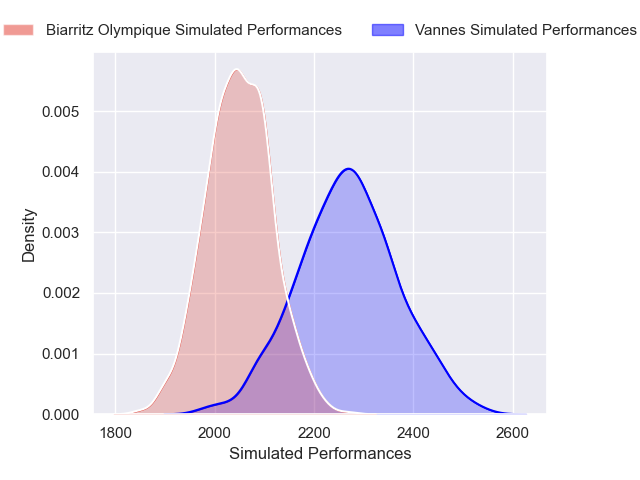 Biarritz Olympique Simulated Performances Vannes Simulated Performances
0.005
0.004
0.003
0.002
0.001
0.000
Density
1800 2000 2200 2400 2600
Simulated Performances